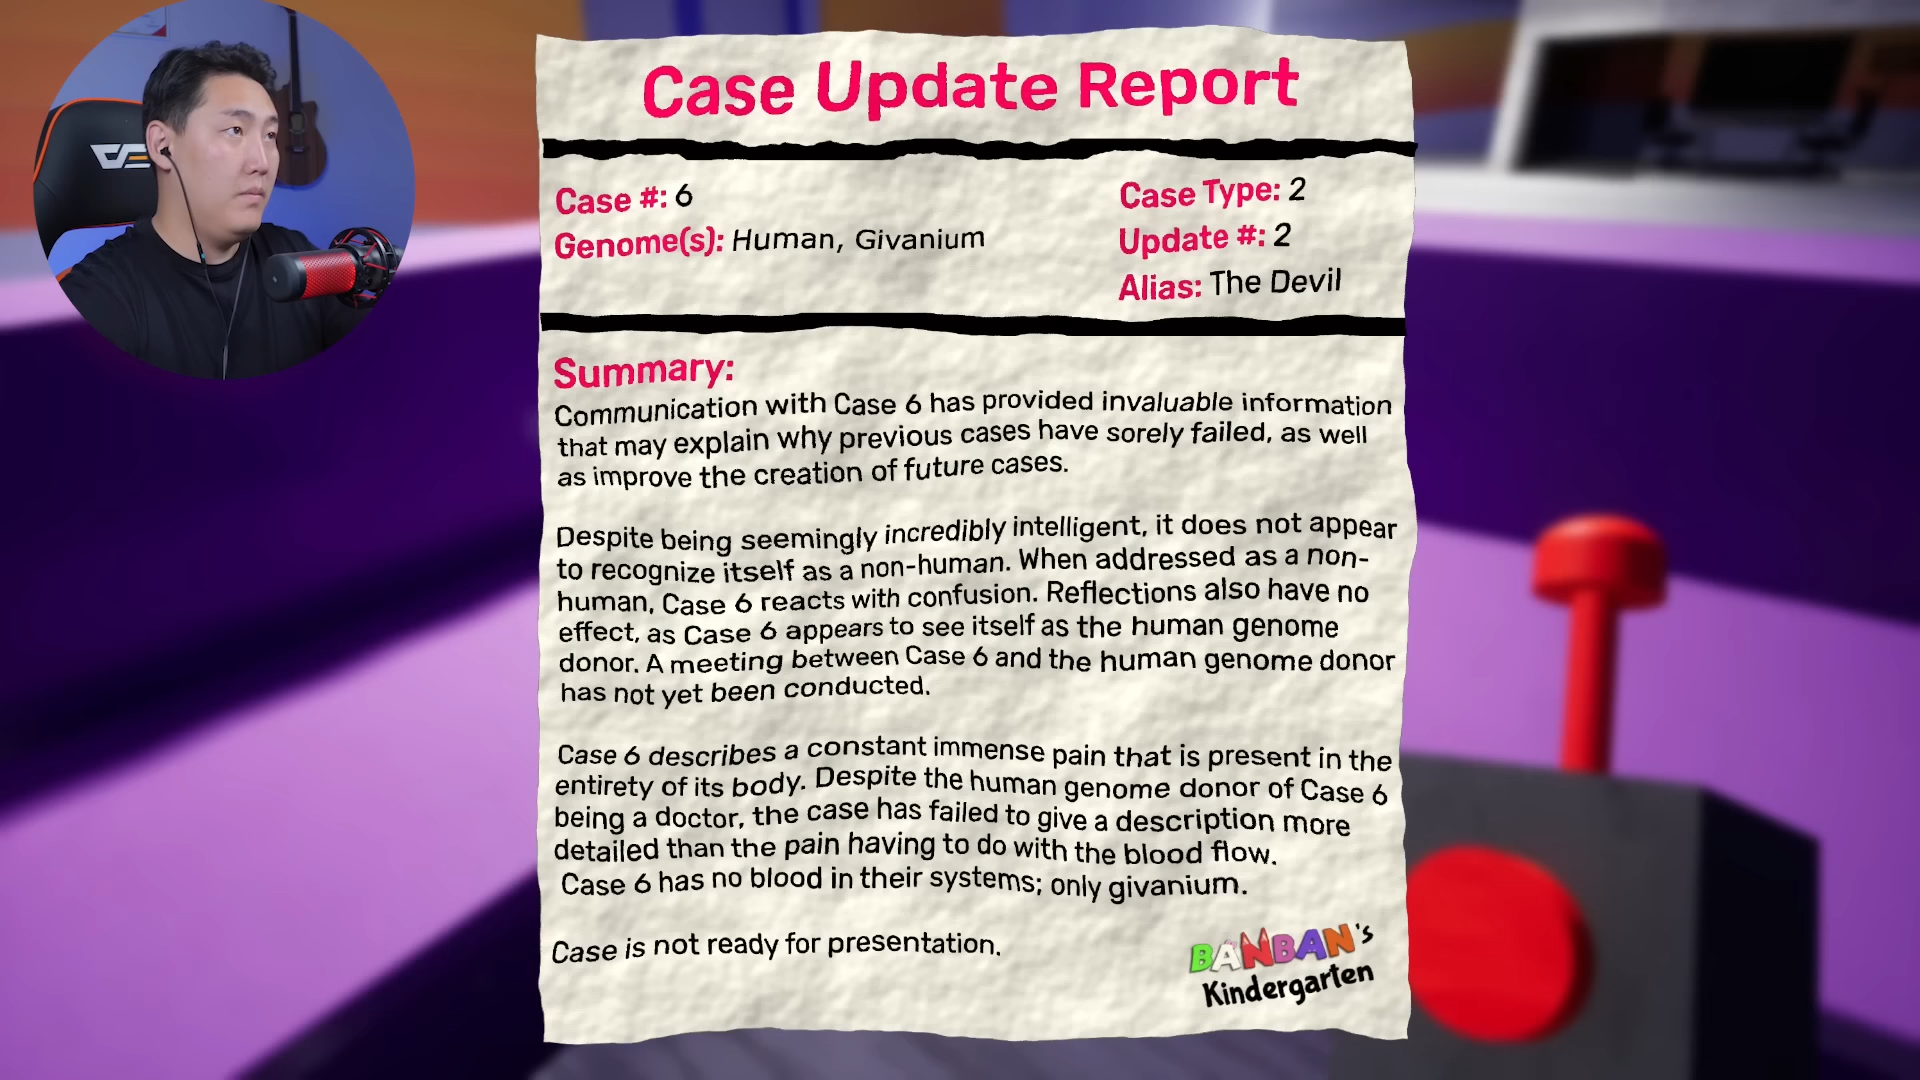 Case Update Report
Case #: 6
Genome(s): Human, Givanium
Case Type: 2
Update #: 2
Alias: The Devil
Summary:
Communication with Case 6 has provided invaluable information
that may explain why previous cases have sorely failed, as well
as improve the creation of future cases.
Despite being seemingly incredibly intelligent, it does not appear
to recognize itself as a non-human. When addressed as a non-
human, Case 6 reacts with confusion. Reflections also have no
effect, as Case 6 appears to see itself as the human genome
donor. A meeting between Case 6 and the human genome donor
has not yet been conducted.
Case 6 describes a constant immense pain that is present in the
entirety of its body. Despite the human genome donor of Case 6
being a doctor, the case has failed to give a description more
detailed than the pain having to do with the blood flow.
Case 6 has no blood in their systems; only givanium.
Case is not ready for presentation.
BANBAN's
Kindergarten